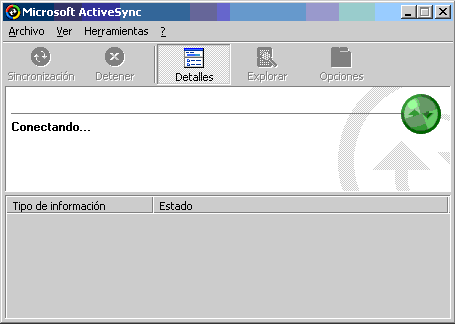 Microsoft ActiveSync
Archivo Ver Herramientas ?
Sincronización Detener Detalles Explorar Opciones
Conectando...
Tipo de información Estado